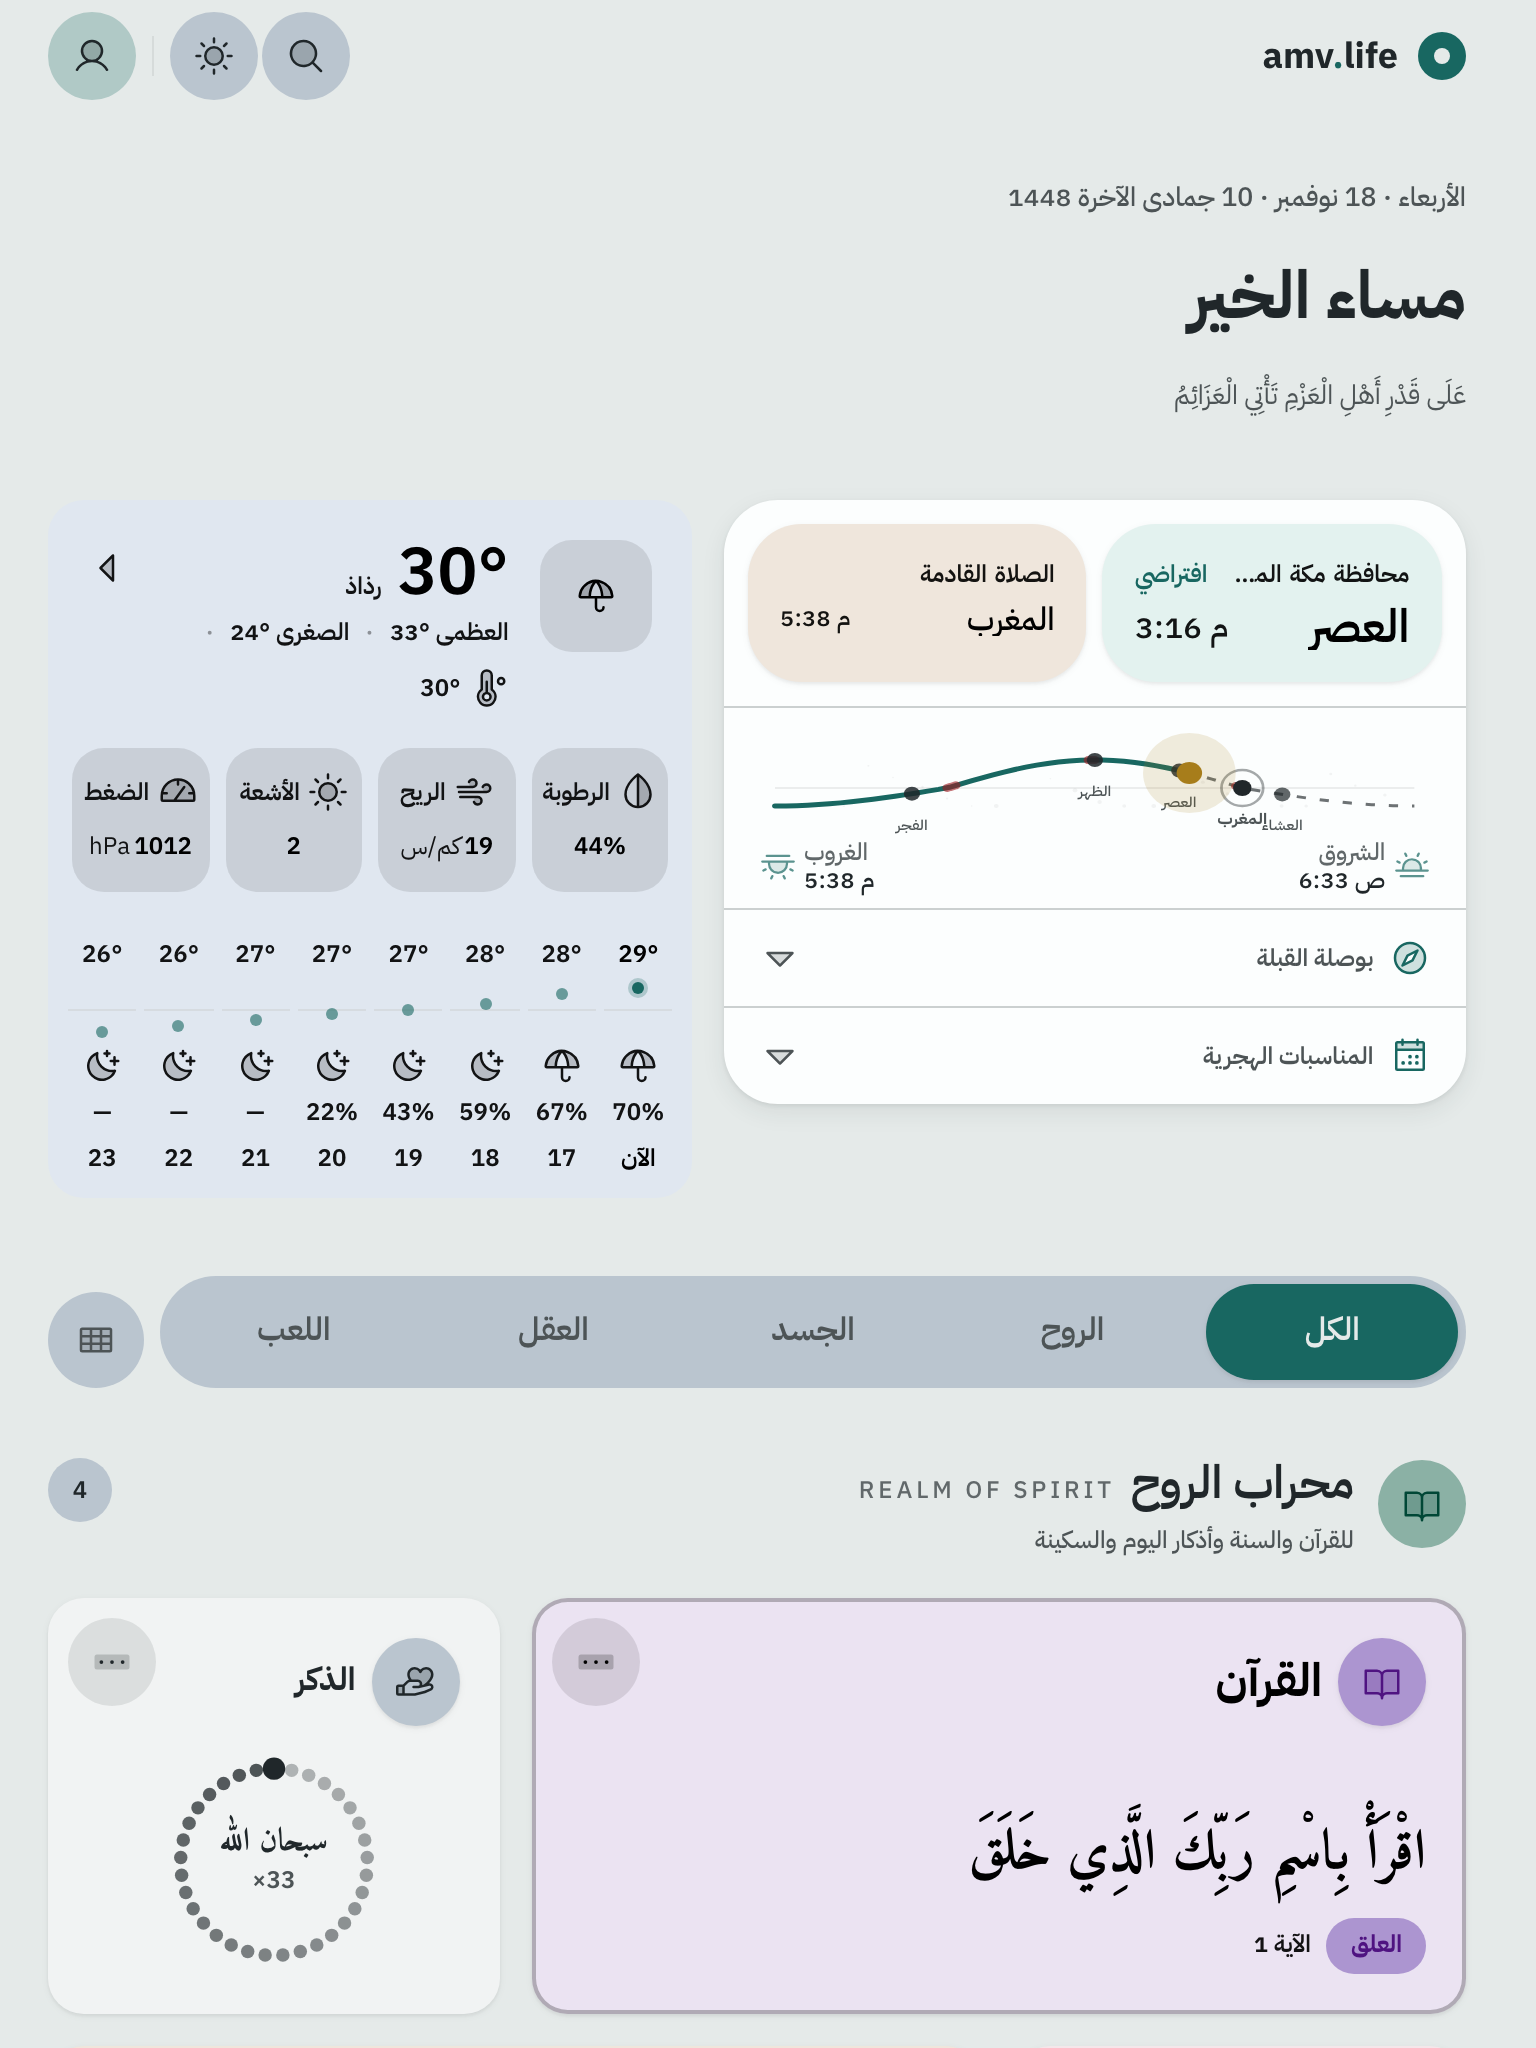 amv.life
الأربعاء · 18 نوفمبر · 10 جمادى الآخرة 1448
مساء الخير
عَلَى قَدْرِ أَهْلِ الْعَزْمِ تَأْتِي الْعَزَائِمُ
محافظة مكة المـ... افتراضي
العصر 3:16 م
الصلاة القادمة
المغرب 5:38 م
الفجر
الظهر
العصر
المغرب
العشاء
الشروق
6:33 ص
الغروب
5:38 م
بوصلة القبلة
المناسبات الهجرية
30° رذاذ
العظمى 33° · الصغرى 24° ·
30°
الرطوبة
44%
الريح
19 كم/س
الأشعة
2
الضغط
1012 hPa
29° 28° 28° 27° 27° 27° 26° 26°
70% 67% 59% 43% 22% — — —
الآن 17 18 19 20 21 22 23
الكل الروح الجسد العقل اللعب
محراب الروح REALM OF SPIRIT
4
للقرآن والسنة وأذكار اليوم والسكينة
القرآن
اقْرَأْ بِاسْمِ رَبِّكَ الَّذِي خَلَقَ
العلق الآية 1
الذكر
سبحان الله
×33